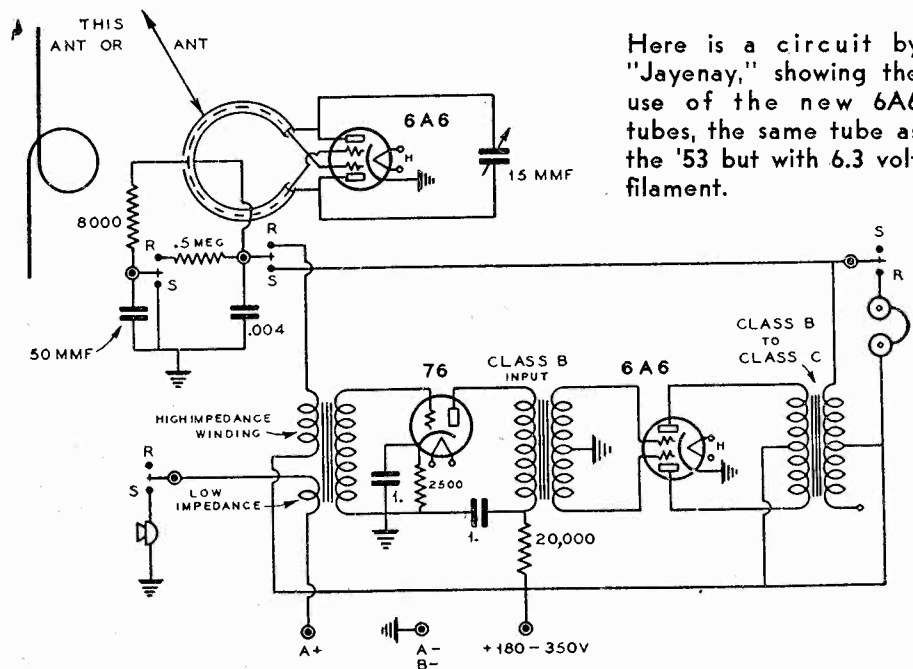 THIS
ANT OR
ANT
Here is a circuit by
"Jayenay," showing the
use of the new 6A6
tubes, the same tube as
the '53 but with 6.3 volt
filament.
6A6
H
15 MMF
8000
R
.5 MEG
R
S
S
50 MMF
.004
S
R
CLASS B
TO
CLASS C
76
CLASS B
INPUT
6A6
H
HIGH IMPEDANCE
WINDING
R
S
LOW
IMPEDANCE
1.
2500
1.
20,000
A+
A-
B-
+180-350V